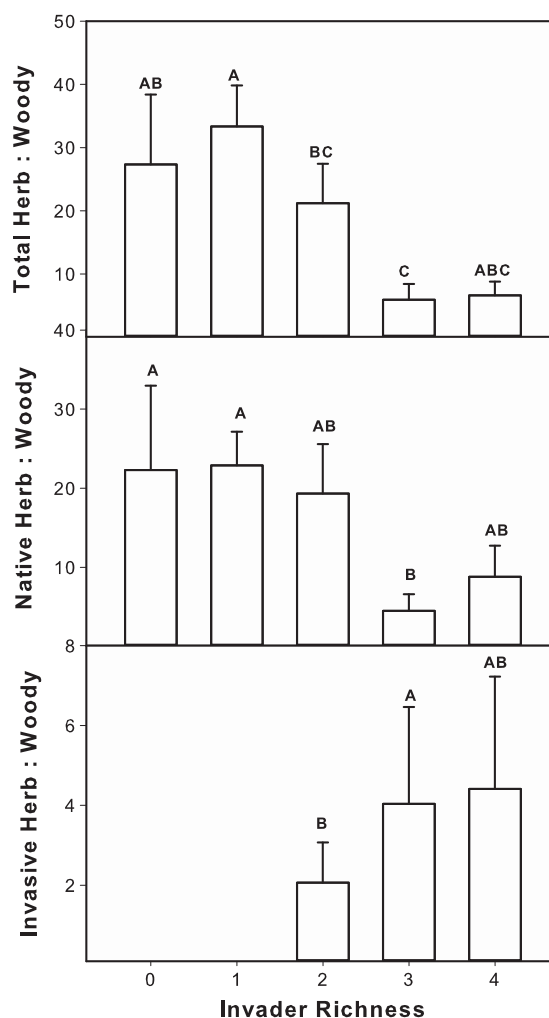 50
40
30
20
10
Total Herb : Woody
AB
A
BC
C
ABC
40
30
20
10
Native Herb : Woody
A
A
AB
B
AB
8
6
4
2
Invasive Herb : Woody
B
A
AB
0 1 2 3 4
Invader Richness